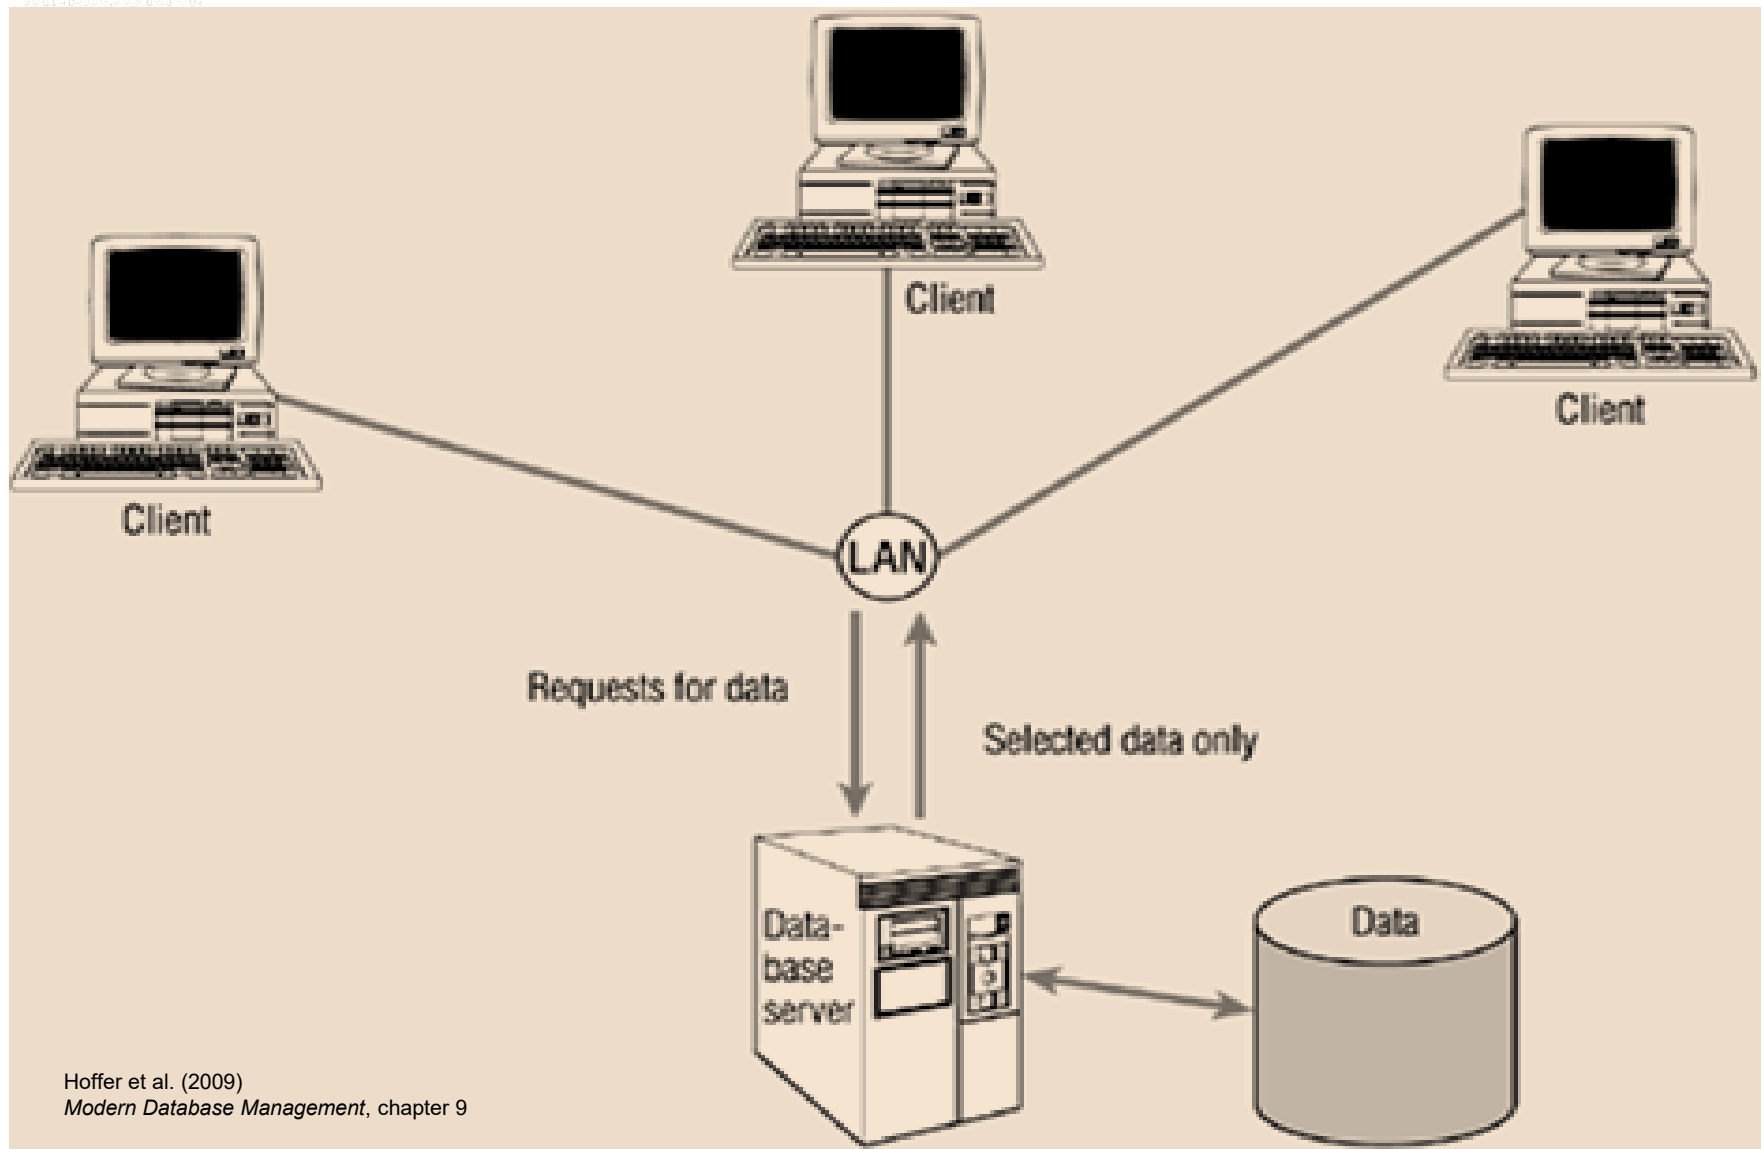 Client
Client
Client
LAN
Requests for data
Selected data only
Data-
base
server
Data
Hoffer et al. (2009)
Modern Database Management, chapter 9